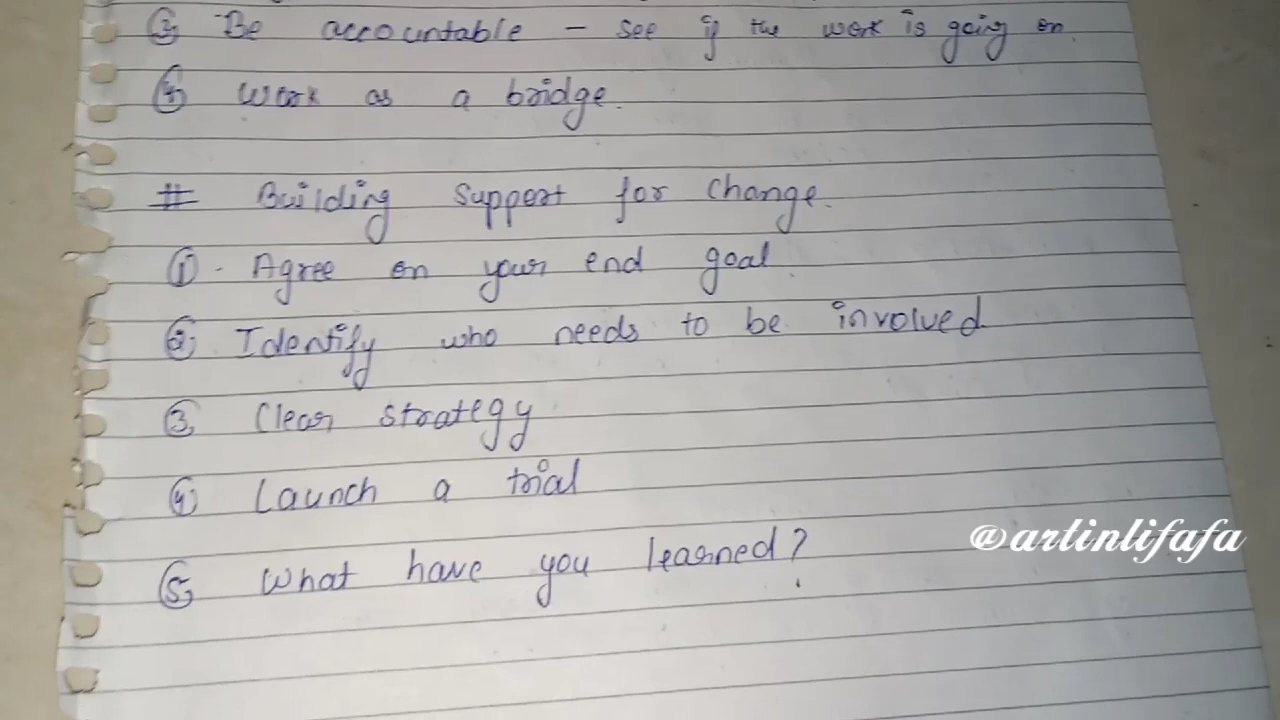 ③ Be accountable - see if the work is going on.
④ Work as a bridge.
# Building support for change.
① Agree on your end goal.
② Identify who needs to be involved
③ Clear strategy
④ Launch a trial
@artinlifafa
⑤ What have you learned?